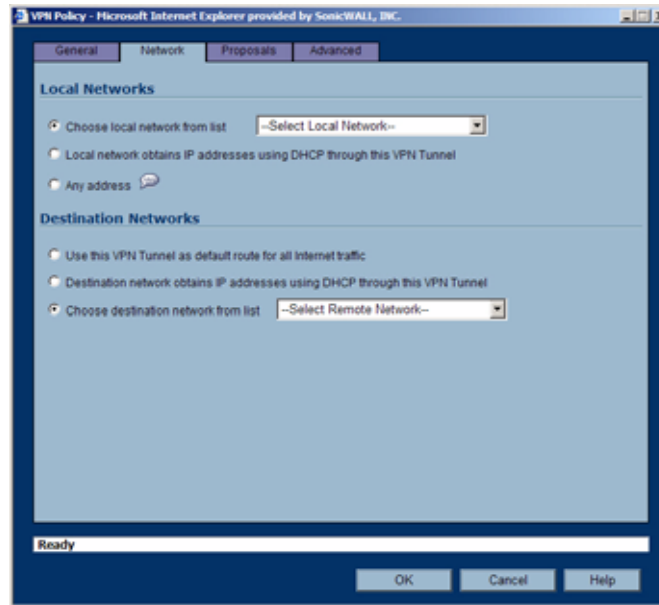 VPN Policy - Microsoft Internet Explorer provided by SonicWALL, INC.
General Network Proposals Advanced
Local Networks
Choose local network from list --Select Local Network--
Local network obtains IP addresses using DHCP through this VPN Tunnel
Any address
Destination Networks
Use this VPN Tunnel as default route for all Internet traffic
Destination network obtains IP addresses using DHCP through this VPN Tunnel
Choose destination network from list --Select Remote Network--
Ready
OK Cancel Help